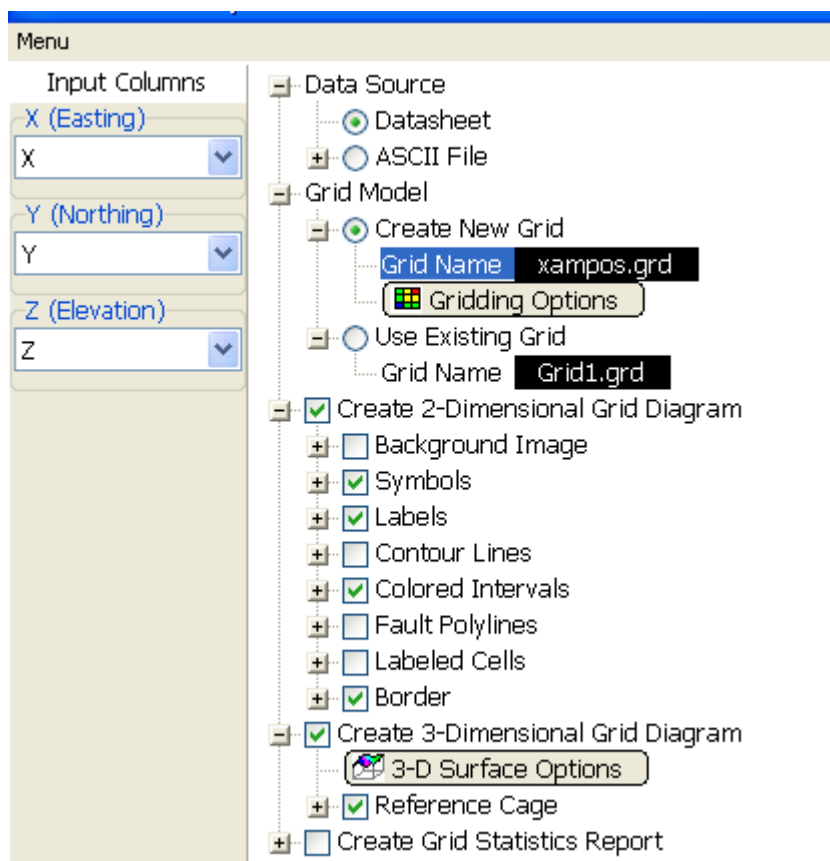 Menu
Input Columns
X (Easting)
X
Y (Northing)
Y
Z (Elevation)
Z
Data Source
Datasheet
ASCII File
Grid Model
Create New Grid
Grid Name xampos.grd
Gridding Options
Use Existing Grid
Grid Name Grid1.grd
Create 2-Dimensional Grid Diagram
Background Image
Symbols
Labels
Contour Lines
Colored Intervals
Fault Polylines
Labeled Cells
Border
Create 3-Dimensional Grid Diagram
3-D Surface Options
Reference Cage
Create Grid Statistics Report